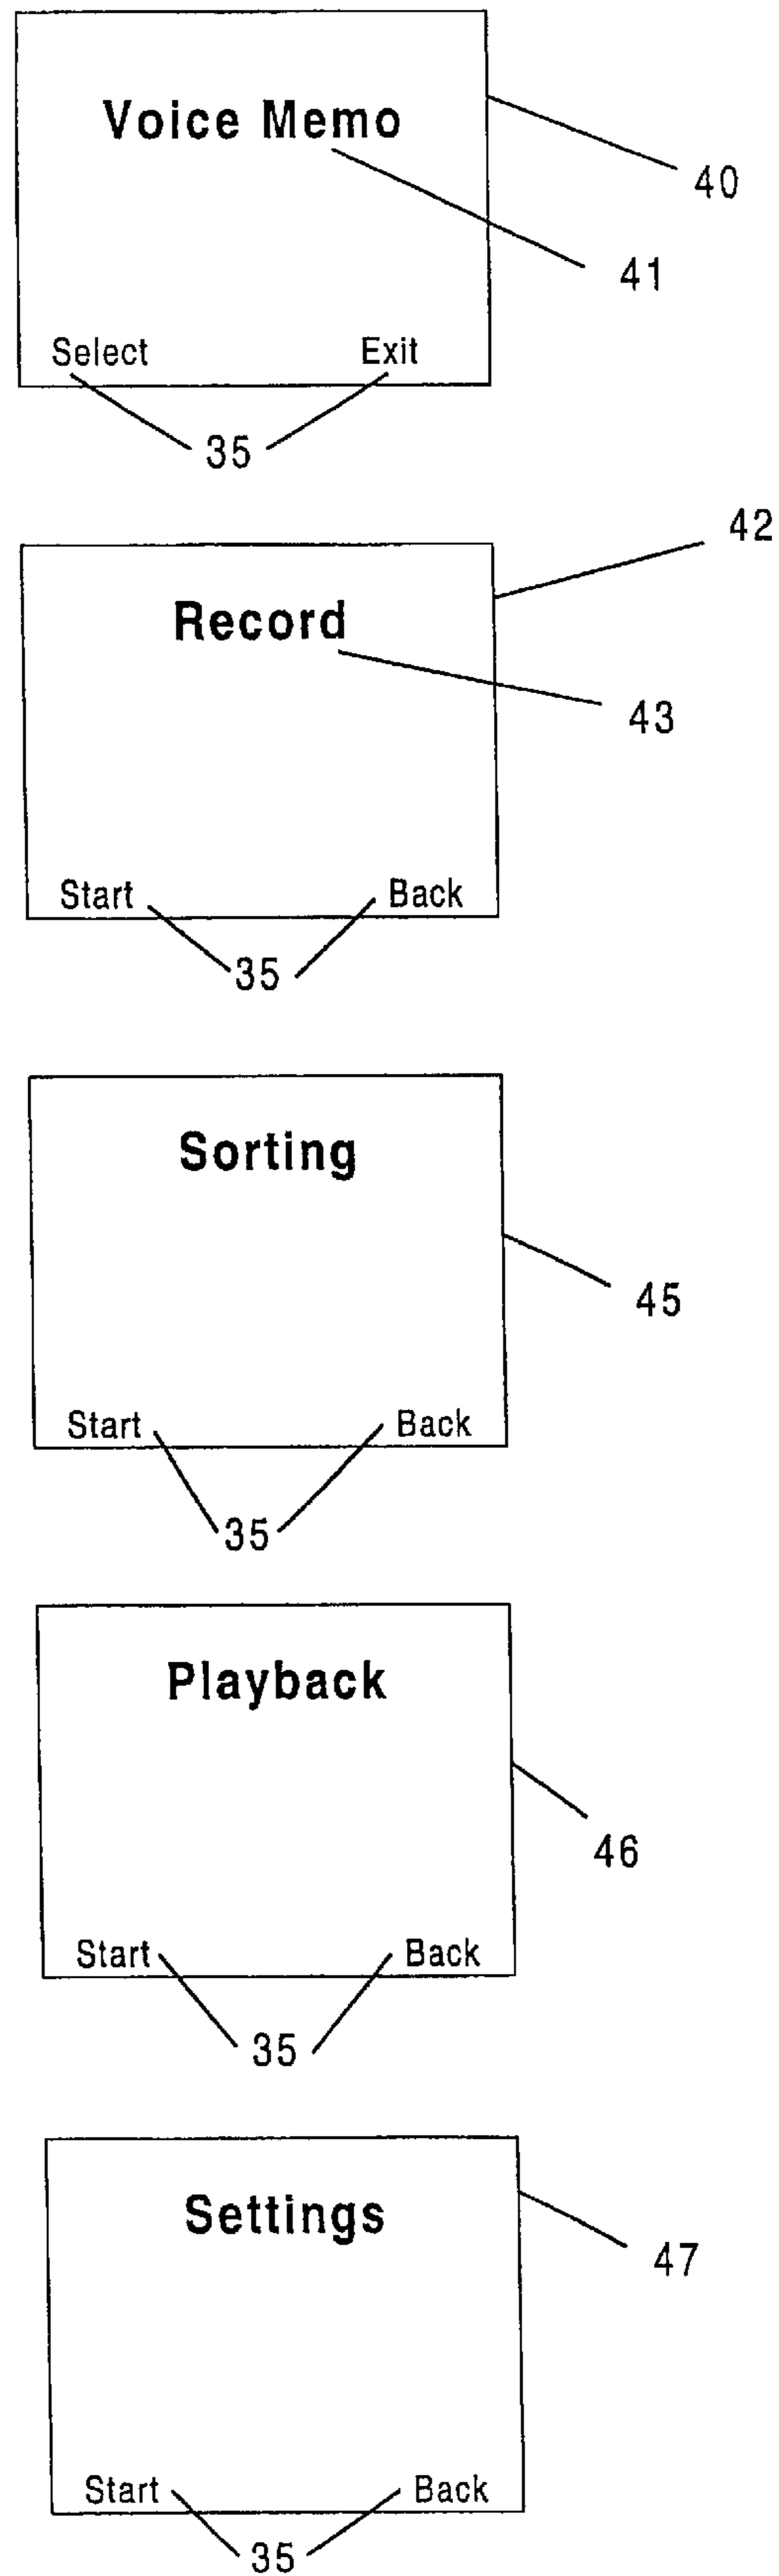 Voice Memo
40
41
Select Exit
35
42
Record
43
Start Back
35
Sorting
45
Start Back
35
Playback
46
Start Back
35
Settings
47
Start Back
35